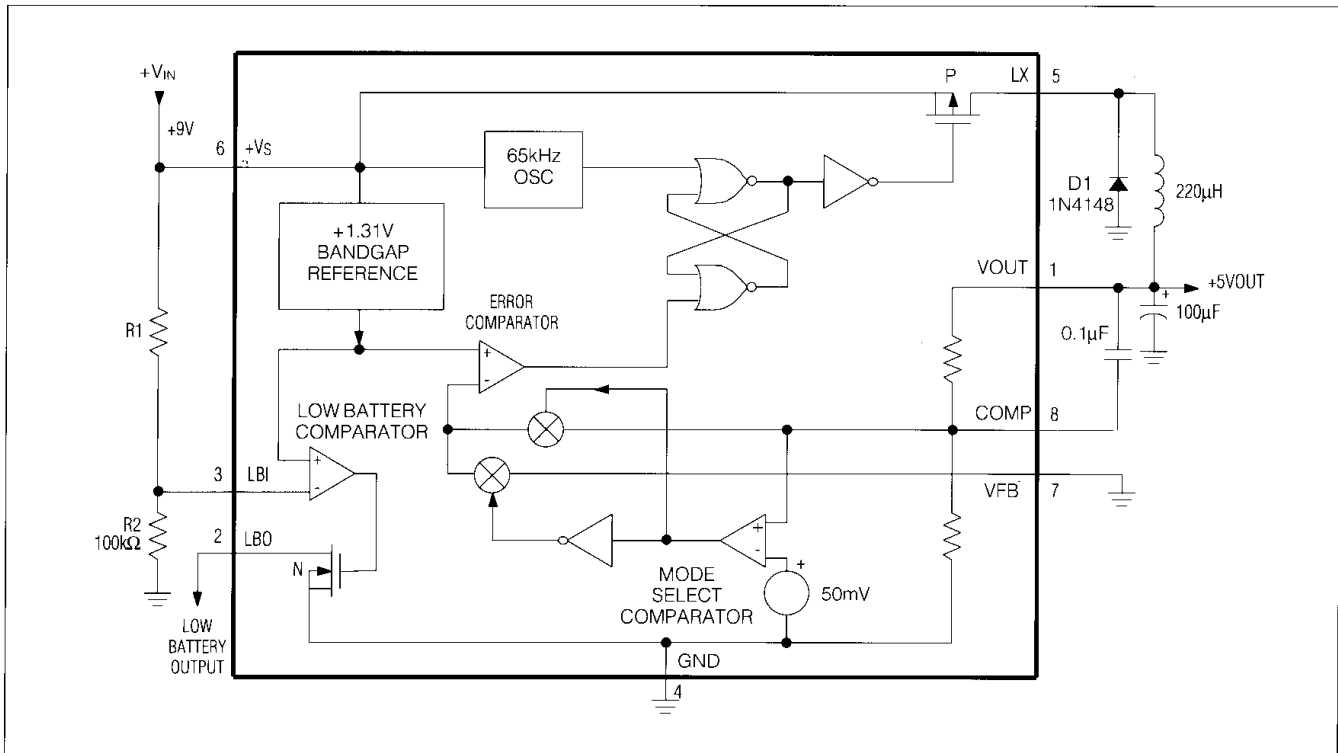 +VIN
+9V
6
+VS
R1
3
LBI
R2
100kΩ
2
LBO
LOW
BATTERY
OUTPUT
65kHz
OSC
+1.31V
BANDGAP
REFERENCE
ERROR
COMPARATOR
+
-
LOW BATTERY
COMPARATOR
+
-
N
P
LX
5
D1
1N4148
220µH
VOUT
1
+5VOUT
+
100µF
0.1µF
COMP
8
VFB
7
+
-
MODE
SELECT
COMPARATOR
+
50mV
GND
4